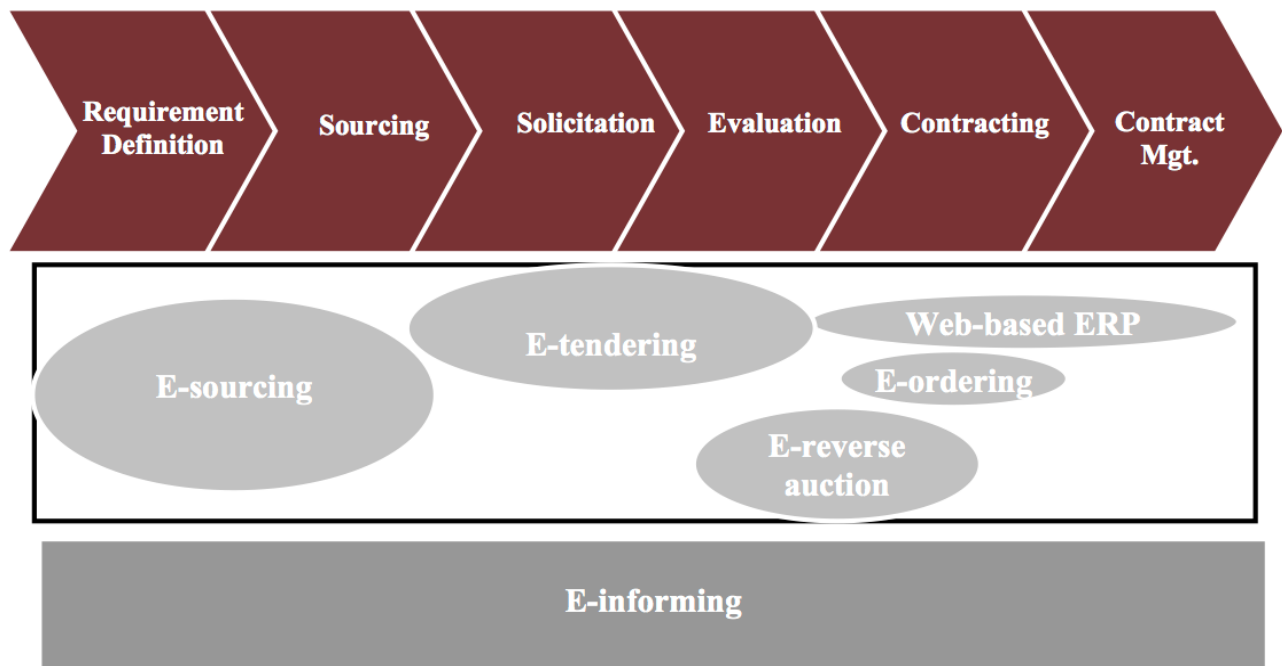 Requirement
Definition
Sourcing
Solicitation
Evaluation
Contracting
Contract
Mgt.
E-sourcing
E-tendering
Web-based ERP
E-ordering
E-reverse
auction
E-informing